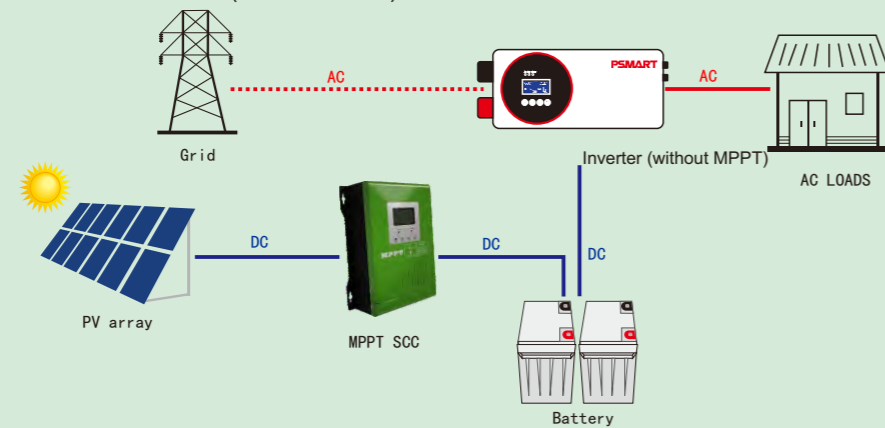 PSMART
AC
AC
Grid
Inverter (without MPPT)
AC LOADS
DC
MPPT
DC
DC
PV array
MPPT SCC
Battery